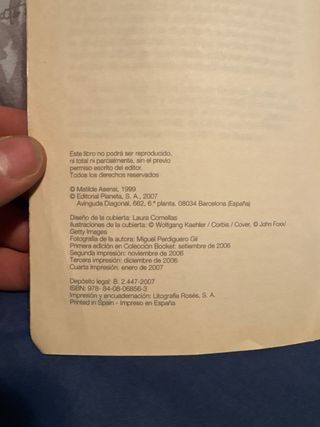 Este libro no podrá ser reproducido,
ni total ni parcialmente, sin el previo
permiso escrito del editor.
Todos los derechos reservados
© Matilde Asensi, 1999
© Editorial Planeta, S. A., 2007
Avinguda Diagonal, 662, 6.ª planta. 08034 Barcelona (España)
Diseño de la cubierta: Laura Comellas
Ilustraciones de la cubierta: © Wolfgang Kaehler / Corbis / Cover, © John Foxx/
Getty Images
Fotografía de la autora: Miguel Perdiguero Gil
Primera edición en Colección Booket: setiembre de 2006
Segunda impresión: noviembre de 2006
Tercera impresión: diciembre de 2006
Cuarta impresión: enero de 2007
Depósito legal: B. 2.447-2007
ISBN: 978- 84-08-06856-3
Impresión y encuadernación: Litografía Rosés, S. A.
Printed in Spain - Impreso en España